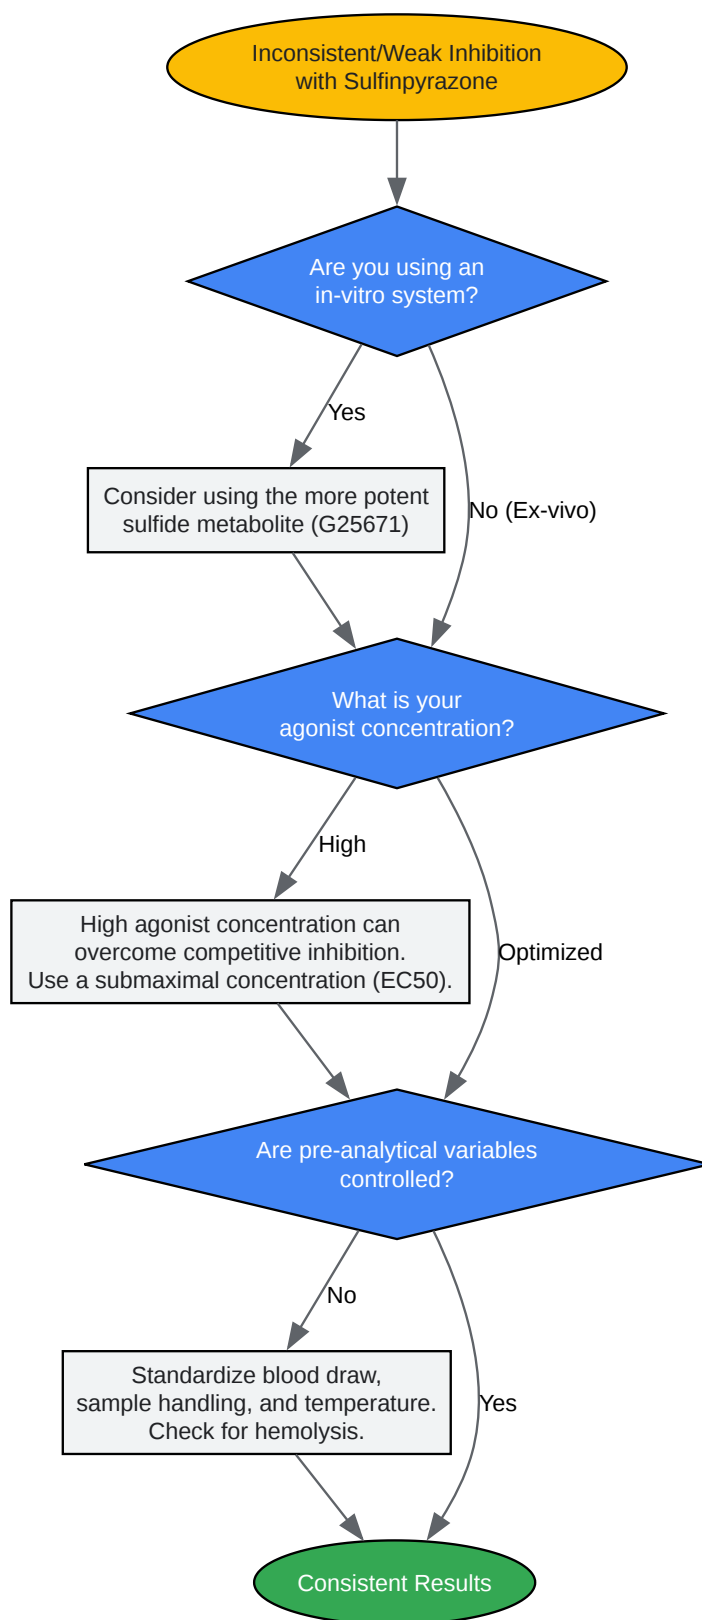 Inconsistent/Weak Inhibition
with Sulfinpyrazone
Are you using an
in-vitro system?
Yes
Consider using the more potent
sulfide metabolite (G25671)
No (Ex-vivo)
What is your
agonist concentration?
High
High agonist concentration can
overcome competitive inhibition.
Use a submaximal concentration (EC50).
Optimized
Are pre-analytical variables
controlled?
No
Standardize blood draw,
sample handling, and temperature.
Check for hemolysis.
Yes
Consistent Results